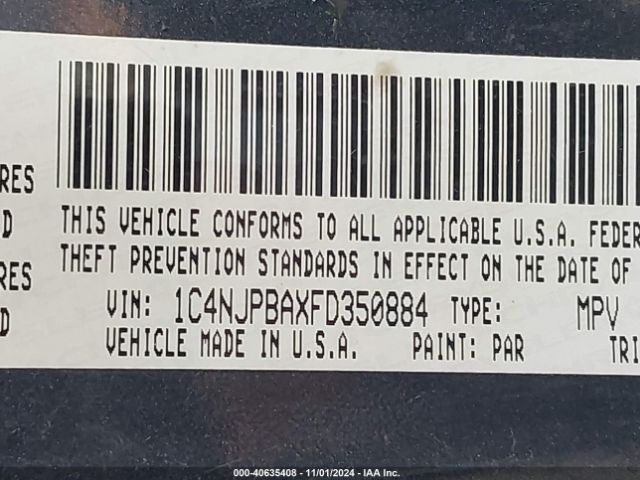 RES
D
THIS VEHICLE CONFORMS TO ALL APPLICABLE U.S.A. FEDER
RES
THEFT PREVENTION STANDARDS IN EFFECT ON THE DATE OF
D
VIN: 1C4NJPBAXFD350884 TYPE: MPV
VEHICLE MADE IN U.S.A. PAINT: PAR TRI
000-40635408 - 11/01/2024 - IAA Inc.